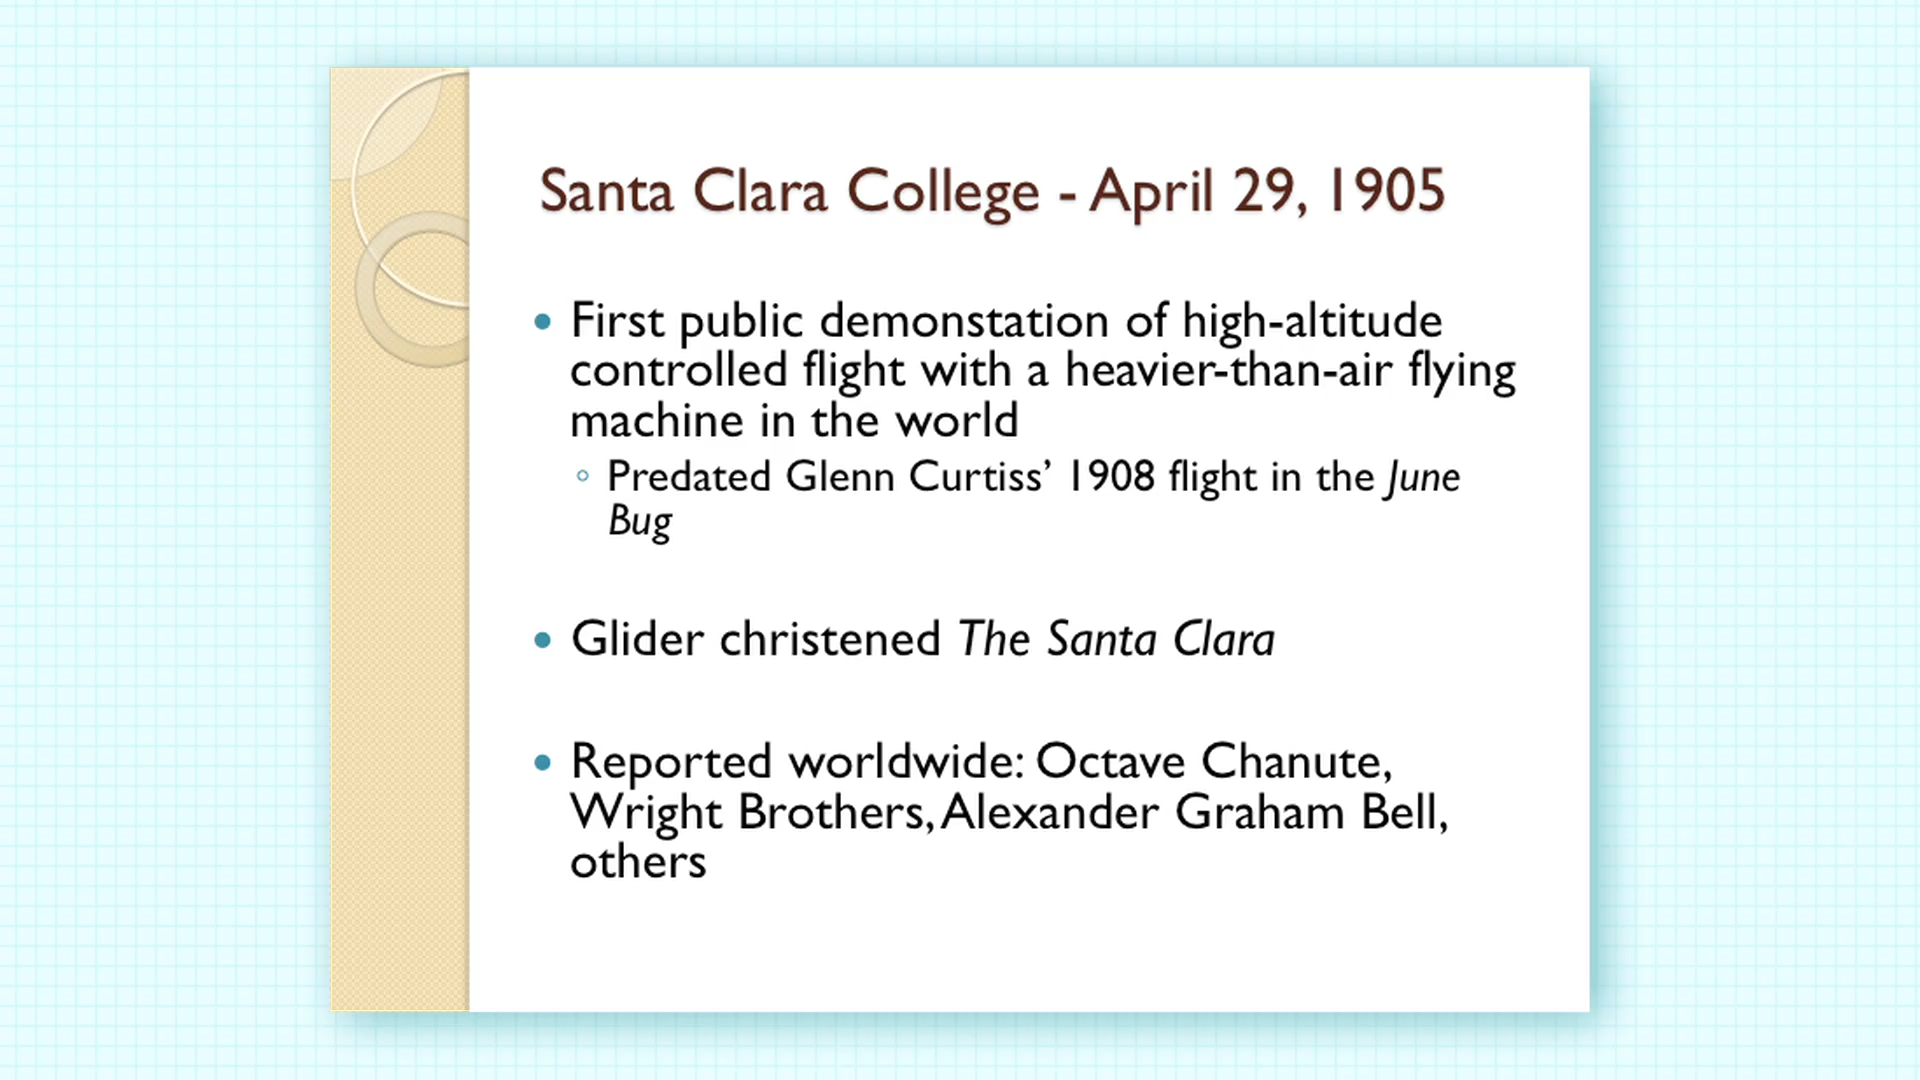 Santa Clara College - April 29, 1905
• First public demonstation of high-altitude
controlled flight with a heavier-than-air flying
machine in the world
◦ Predated Glenn Curtiss’ 1908 flight in the June
Bug
• Glider christened The Santa Clara
• Reported worldwide: Octave Chanute,
Wright Brothers, Alexander Graham Bell,
others